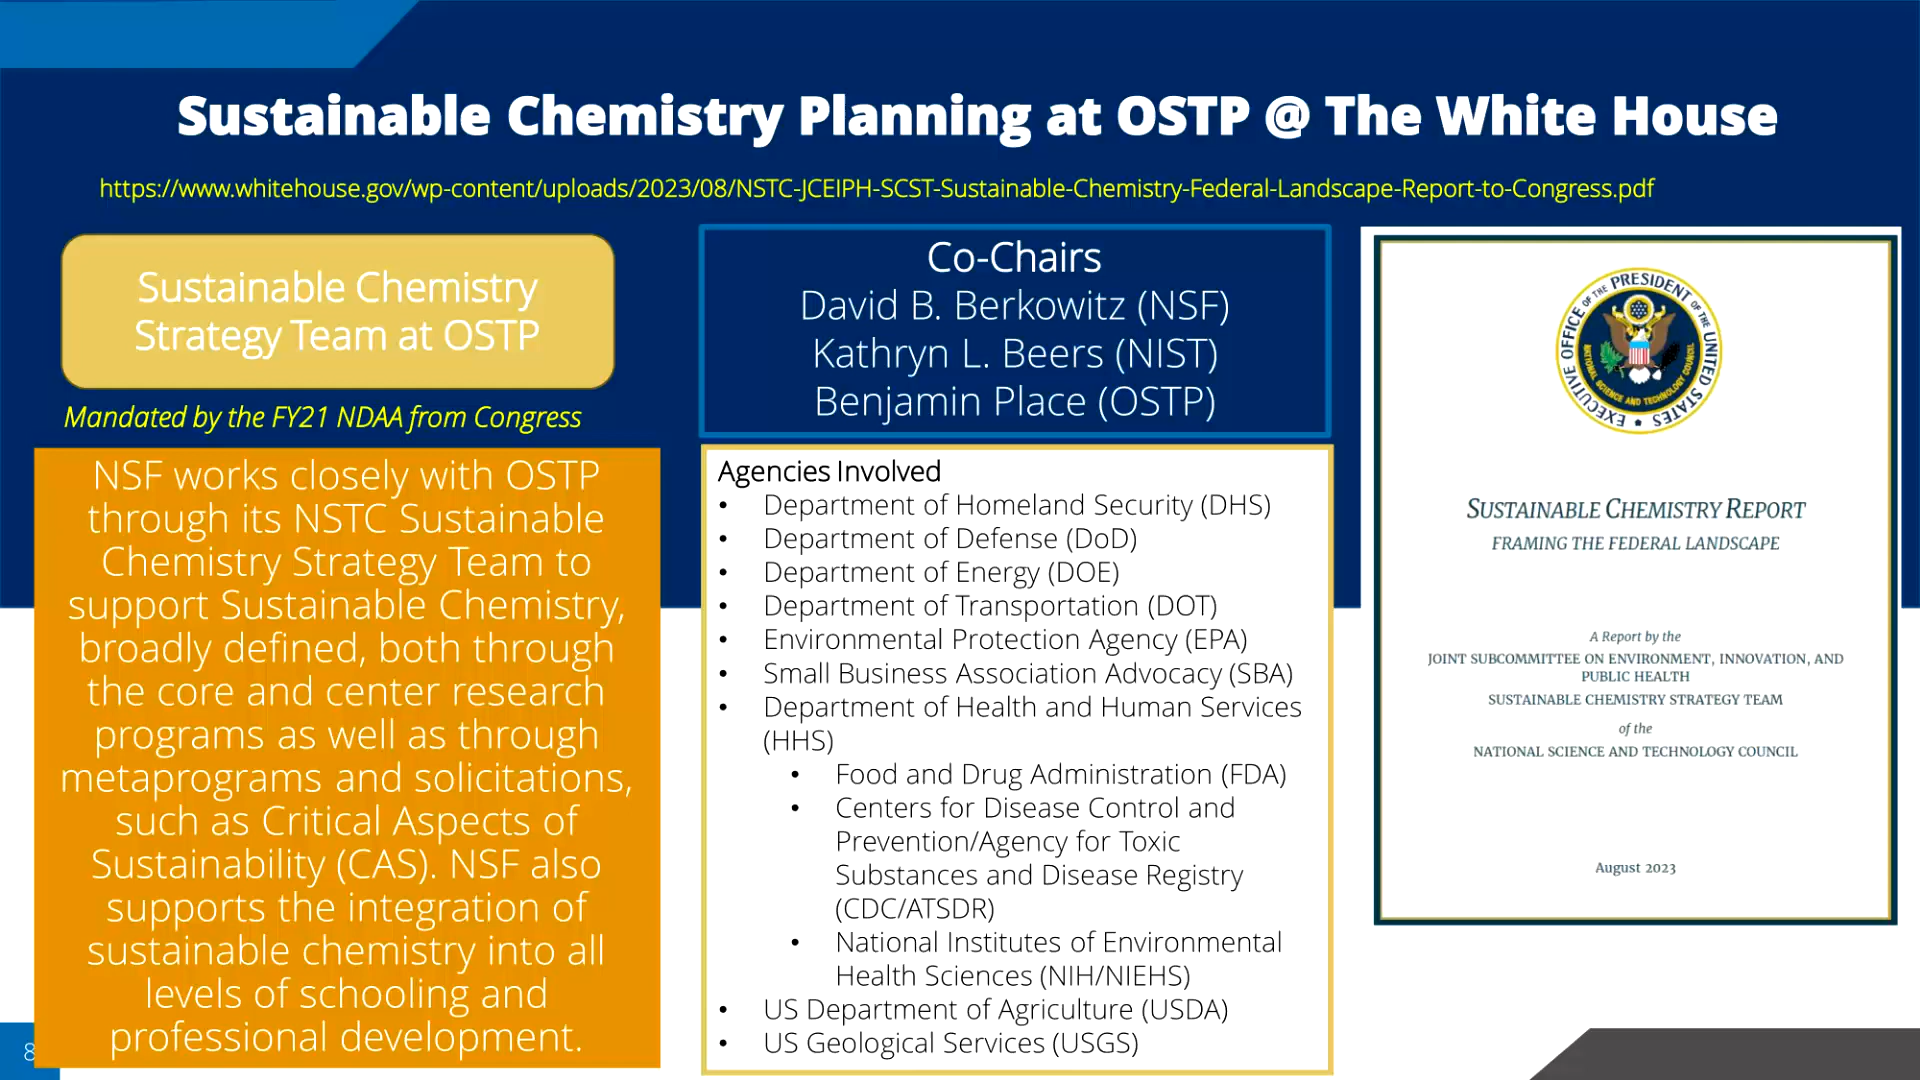 Sustainable Chemistry Planning at OSTP @ The White House
https://www.whitehouse.gov/wp-content/uploads/2023/08/NSTC-JCEIPH-SCST-Sustainable-Chemistry-Federal-Landscape-Report-to-Congress.pdf
Sustainable Chemistry
Strategy Team at OSTP
Mandated by the FY21 NDAA from Congress
NSF works closely with OSTP
through its NSTC Sustainable
Chemistry Strategy Team to
support Sustainable Chemistry,
broadly defined, both through
the core and center research
programs as well as through
metaprograms and solicitations,
such as Critical Aspects of
Sustainability (CAS). NSF also
supports the integration of
sustainable chemistry into all
levels of schooling and
professional development.
8
Co-Chairs
David B. Berkowitz (NSF)
Kathryn L. Beers (NIST)
Benjamin Place (OSTP)
Agencies Involved
• Department of Homeland Security (DHS)
• Department of Defense (DoD)
• Department of Energy (DOE)
• Department of Transportation (DOT)
• Environmental Protection Agency (EPA)
• Small Business Association Advocacy (SBA)
• Department of Health and Human Services
(HHS)
• Food and Drug Administration (FDA)
• Centers for Disease Control and
Prevention/Agency for Toxic
Substances and Disease Registry
(CDC/ATSDR)
• National Institutes of Environmental
Health Sciences (NIH/NIEHS)
• US Department of Agriculture (USDA)
• US Geological Services (USGS)
EXECUTIVE OFFICE OF THE PRESIDENT OF THE UNITED STATES
NATIONAL SCIENCE AND TECHNOLOGY COUNCIL
SUSTAINABLE CHEMISTRY REPORT
FRAMING THE FEDERAL LANDSCAPE
A Report by the
JOINT SUBCOMMITTEE ON ENVIRONMENT, INNOVATION, AND
PUBLIC HEALTH
SUSTAINABLE CHEMISTRY STRATEGY TEAM
of the
NATIONAL SCIENCE AND TECHNOLOGY COUNCIL
August 2023